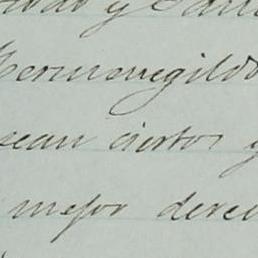 y
Hermenegildo
sean ciertos y
mejor derec